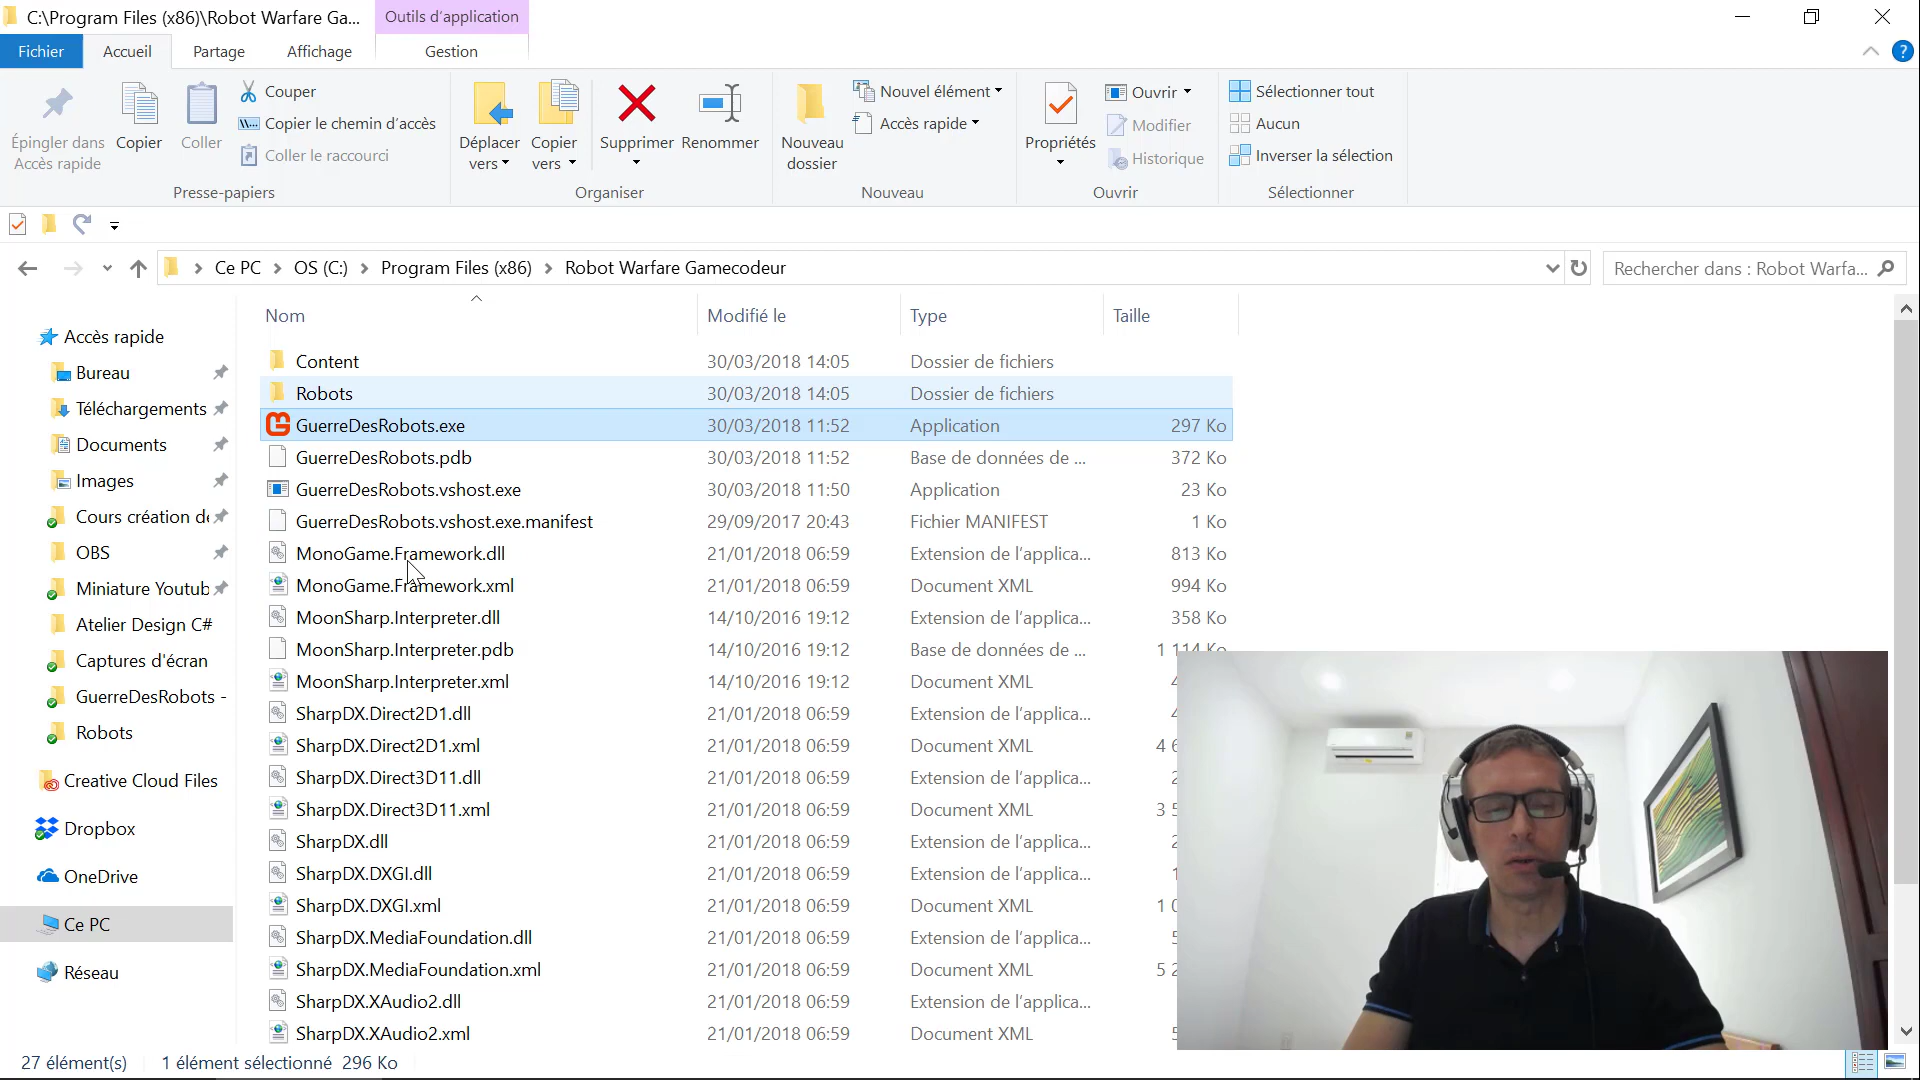 C:\Program Files (x86)\Robot Warfare Ga...
Outils d'application
Fichier
Accueil
Partage
Affichage
Gestion
Épingler dans
Accès rapide
Copier
Coller
Couper
Copier le chemin d'accès
Coller le raccourci
Presse-papiers
Déplacer
vers
Copier
vers
Supprimer
Renommer
Organiser
Nouveau
dossier
Nouvel élément
Accès rapide
Nouveau
Propriétés
Ouvrir
Modifier
Historique
Ouvrir
Sélectionner tout
Aucun
Inverser la sélection
Sélectionner
Ce PC > OS (C:) > Program Files (x86) > Robot Warfare Gamecodeur
Rechercher dans : Robot Warfa...
Accès rapide
Bureau
Téléchargements
Documents
Images
Cours création de
OBS
Miniature Youtub
Atelier Design C#
Captures d'écran
GuerreDesRobots -
Robots
Creative Cloud Files
Dropbox
OneDrive
Ce PC
Réseau
Nom Modifié le Type Taille
Content 30/03/2018 14:05 Dossier de fichiers
Robots 30/03/2018 14:05 Dossier de fichiers
GuerreDesRobots.exe 30/03/2018 11:52 Application 297 Ko
GuerreDesRobots.pdb 30/03/2018 11:52 Base de données de ... 372 Ko
GuerreDesRobots.vshost.exe 30/03/2018 11:50 Application 23 Ko
GuerreDesRobots.vshost.exe.manifest 29/09/2017 20:43 Fichier MANIFEST 1 Ko
MonoGame.Framework.dll 21/01/2018 06:59 Extension de l'applica... 813 Ko
MonoGame.Framework.xml 21/01/2018 06:59 Document XML 994 Ko
MoonSharp.Interpreter.dll 14/10/2016 19:12 Extension de l'applica... 358 Ko
MoonSharp.Interpreter.pdb 14/10/2016 19:12 Base de données de ... 1 114 Ko
MoonSharp.Interpreter.xml 14/10/2016 19:12 Document XML
SharpDX.Direct2D1.dll 21/01/2018 06:59 Extension de l'applica...
SharpDX.Direct2D1.xml 21/01/2018 06:59 Document XML
SharpDX.Direct3D11.dll 21/01/2018 06:59 Extension de l'applica...
SharpDX.Direct3D11.xml 21/01/2018 06:59 Document XML
SharpDX.dll 21/01/2018 06:59 Extension de l'applica...
SharpDX.DXGI.dll 21/01/2018 06:59 Extension de l'applica...
SharpDX.DXGI.xml 21/01/2018 06:59 Document XML
SharpDX.MediaFoundation.dll 21/01/2018 06:59 Extension de l'applica...
SharpDX.MediaFoundation.xml 21/01/2018 06:59 Document XML
SharpDX.XAudio2.dll 21/01/2018 06:59 Extension de l'applica...
SharpDX.XAudio2.xml 21/01/2018 06:59 Document XML
27 élément(s) 1 élément sélectionné 296 Ko